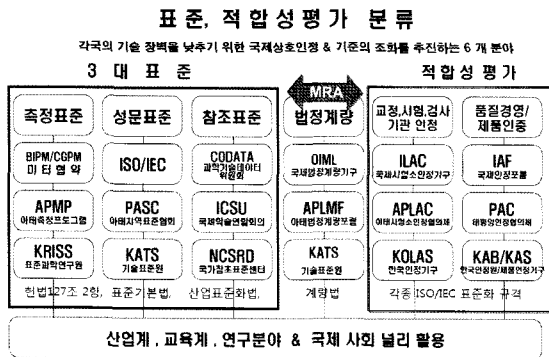 표준, 적합성평가 분류
각국의 기술 장벽을 낮추기 위한 국제상호인정 & 기준의 조화를 추진하는 6 개 분야
3 대 표 준
MRA
적 합 성 평 가
측정표준
성문표준
참조표준
법정계량
교정,시험,검사
기관 인정
품질경영/
제품인증
BIPM/CGPM
미 터 협 약
ISO/IEC
CODATA
과학기술데이터
위원회
OIML
국제법정계량기구
ILAC
국제시험소인정기구
IAF
국제인정포럼
APMP
아태측정프로그램
PASC
아태지역표준협회
ICSU
국제학술연합회의
APLMF
아태법정계량포럼
APLAC
아태시험소인정협의체
PAC
태평양인정협의체
KRISS
표준과학연구원
KATS
기술표준원
NCSRD
국가참조표준센터
KATS
기술표준원
KOLAS
한국인정기구
KAB/KAS
한국인정원/제품인정기구
헌법127조 2항, 표준기본법, 산업표준화법,
계량법
각종 ISO/IEC 표준화 규격
산업계 , 교육계 , 연구분야 & 국제 사회 널리 활용